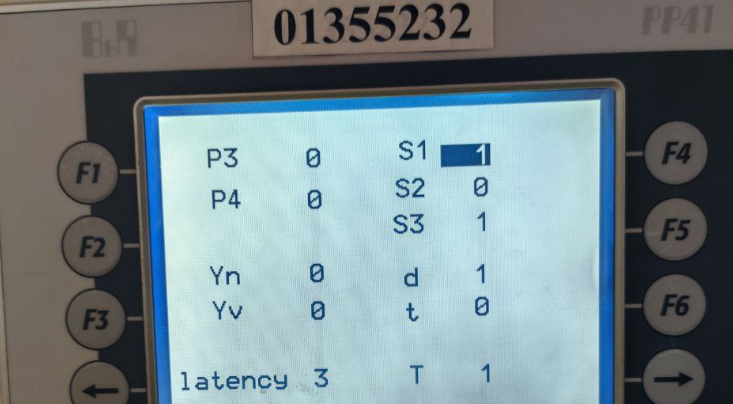 B&R
01355232
PP41
P3 0 S1 1
P4 0 S2 0
S3 1
Yn 0 d 1
Yv 0 t 0
latency 3 T 1
F1
F2
F3
←
F4
F5
F6
→